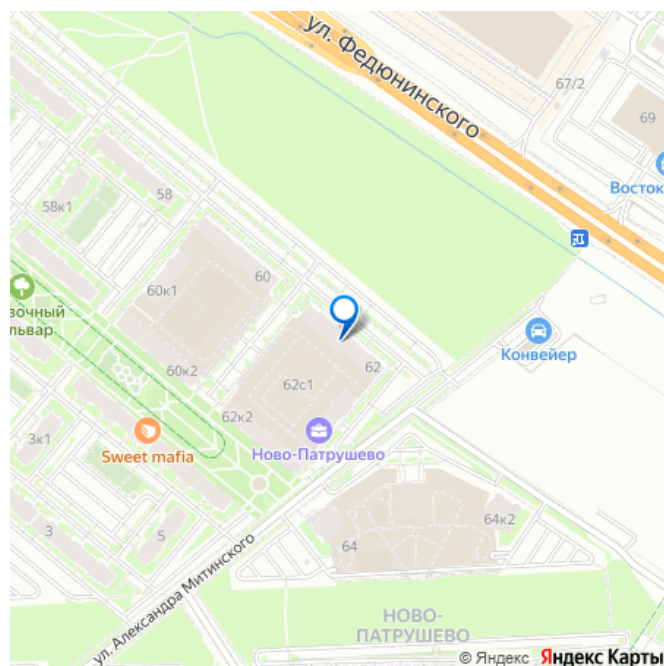 ул. Федюнинского
67/2
69
Восток
58
58к1
60
60к1
зочный
львар
Конвейер
62
60к2
62с1
62к2
3к1
Sweet mafia
Ново-Патрушево
64к2
3
5
64
ул. Александра Митинского
НОВО-
ПАТРУШЕВО
© Яндекс Яндекс Карты